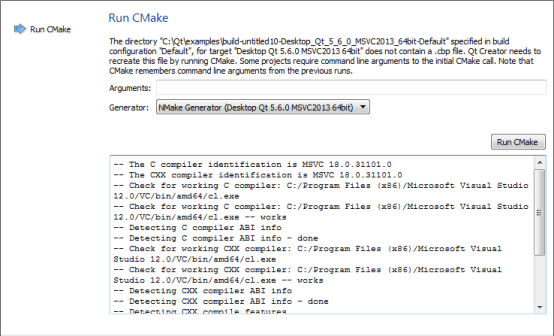 Run CMake
Run CMake
The directory "C:\Qt\examples\build-untitled10-Desktop_Qt_5_6_0_MSVC2013_64bit-Default" specified in build
configuration "Default", for target "Desktop Qt 5.6.0 MSVC2013 64bit" does not contain a .cbp file. Qt Creator needs to
recreate this file by running CMake. Some projects require command line arguments to the initial CMake call. Note that
CMake remembers command line arguments from the previous runs.
Arguments:
Generator: NMake Generator (Desktop Qt 5.6.0 MSVC2013 64bit)
Run CMake
-- The C compiler identification is MSVC 18.0.31101.0
-- The CXX compiler identification is MSVC 18.0.31101.0
-- Check for working C compiler: C:/Program Files (x86)/Microsoft Visual Studio
12.0/VC/bin/amd64/cl.exe
-- Check for working C compiler: C:/Program Files (x86)/Microsoft Visual Studio
12.0/VC/bin/amd64/cl.exe -- works
-- Detecting C compiler ABI info
-- Detecting C compiler ABI info - done
-- Check for working CXX compiler: C:/Program Files (x86)/Microsoft Visual
Studio 12.0/VC/bin/amd64/cl.exe
-- Check for working CXX compiler: C:/Program Files (x86)/Microsoft Visual
Studio 12.0/VC/bin/amd64/cl.exe -- works
-- Detecting CXX compiler ABI info
-- Detecting CXX compiler ABI info - done
-- Detecting CXX compile features